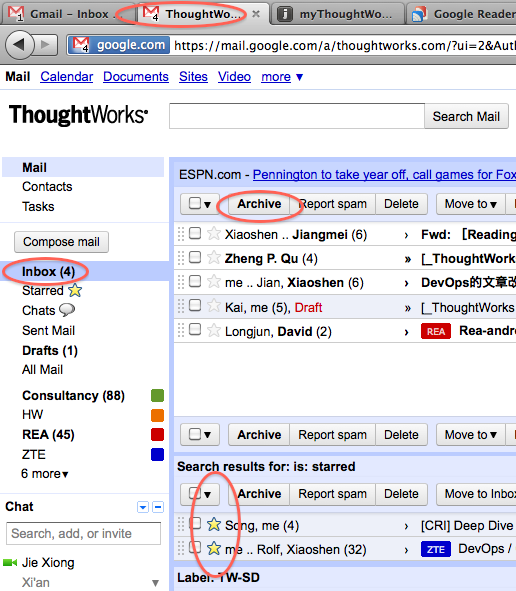 Gmail – Inbox ThoughtWo... myThoughtWo... Google Reader
google.com https://mail.google.com/a/thoughtworks.com/?ui=2&Aut
Mail Calendar Documents Sites Video more ▼
ThoughtWorks® Search Mail
Mail
Contacts
Tasks
Compose mail
Inbox (4)
Starred
Chats
Sent Mail
Drafts (1)
All Mail
Consultancy (88)
HW
REA (45)
ZTE
6 more▼
Chat
Search, add, or invite
Jie Xiong
Xi'an
ESPN.com - Pennington to take year off, call games for Fox
Archive Report spam Delete Move to ▼
Xiaoshen .. Jiangmei (6) › Fwd: [Reading
Zheng P. Qu (4) » [_ThoughtWorks
me .. Jian, Xiaoshen (6) › DevOps的文章改
Kai, me (5), Draft » [_ThoughtWorks
Longjun, David (2) › REA Rea-andr
Archive Report spam Delete Move to ▼
Search results for: is: starred
Archive Report spam Delete Move to Inbox
Song, me (4) [CRI] Deep Dive
me .. Rolf, Xiaoshen (32) ZTE DevOps /
Label: TW-SD